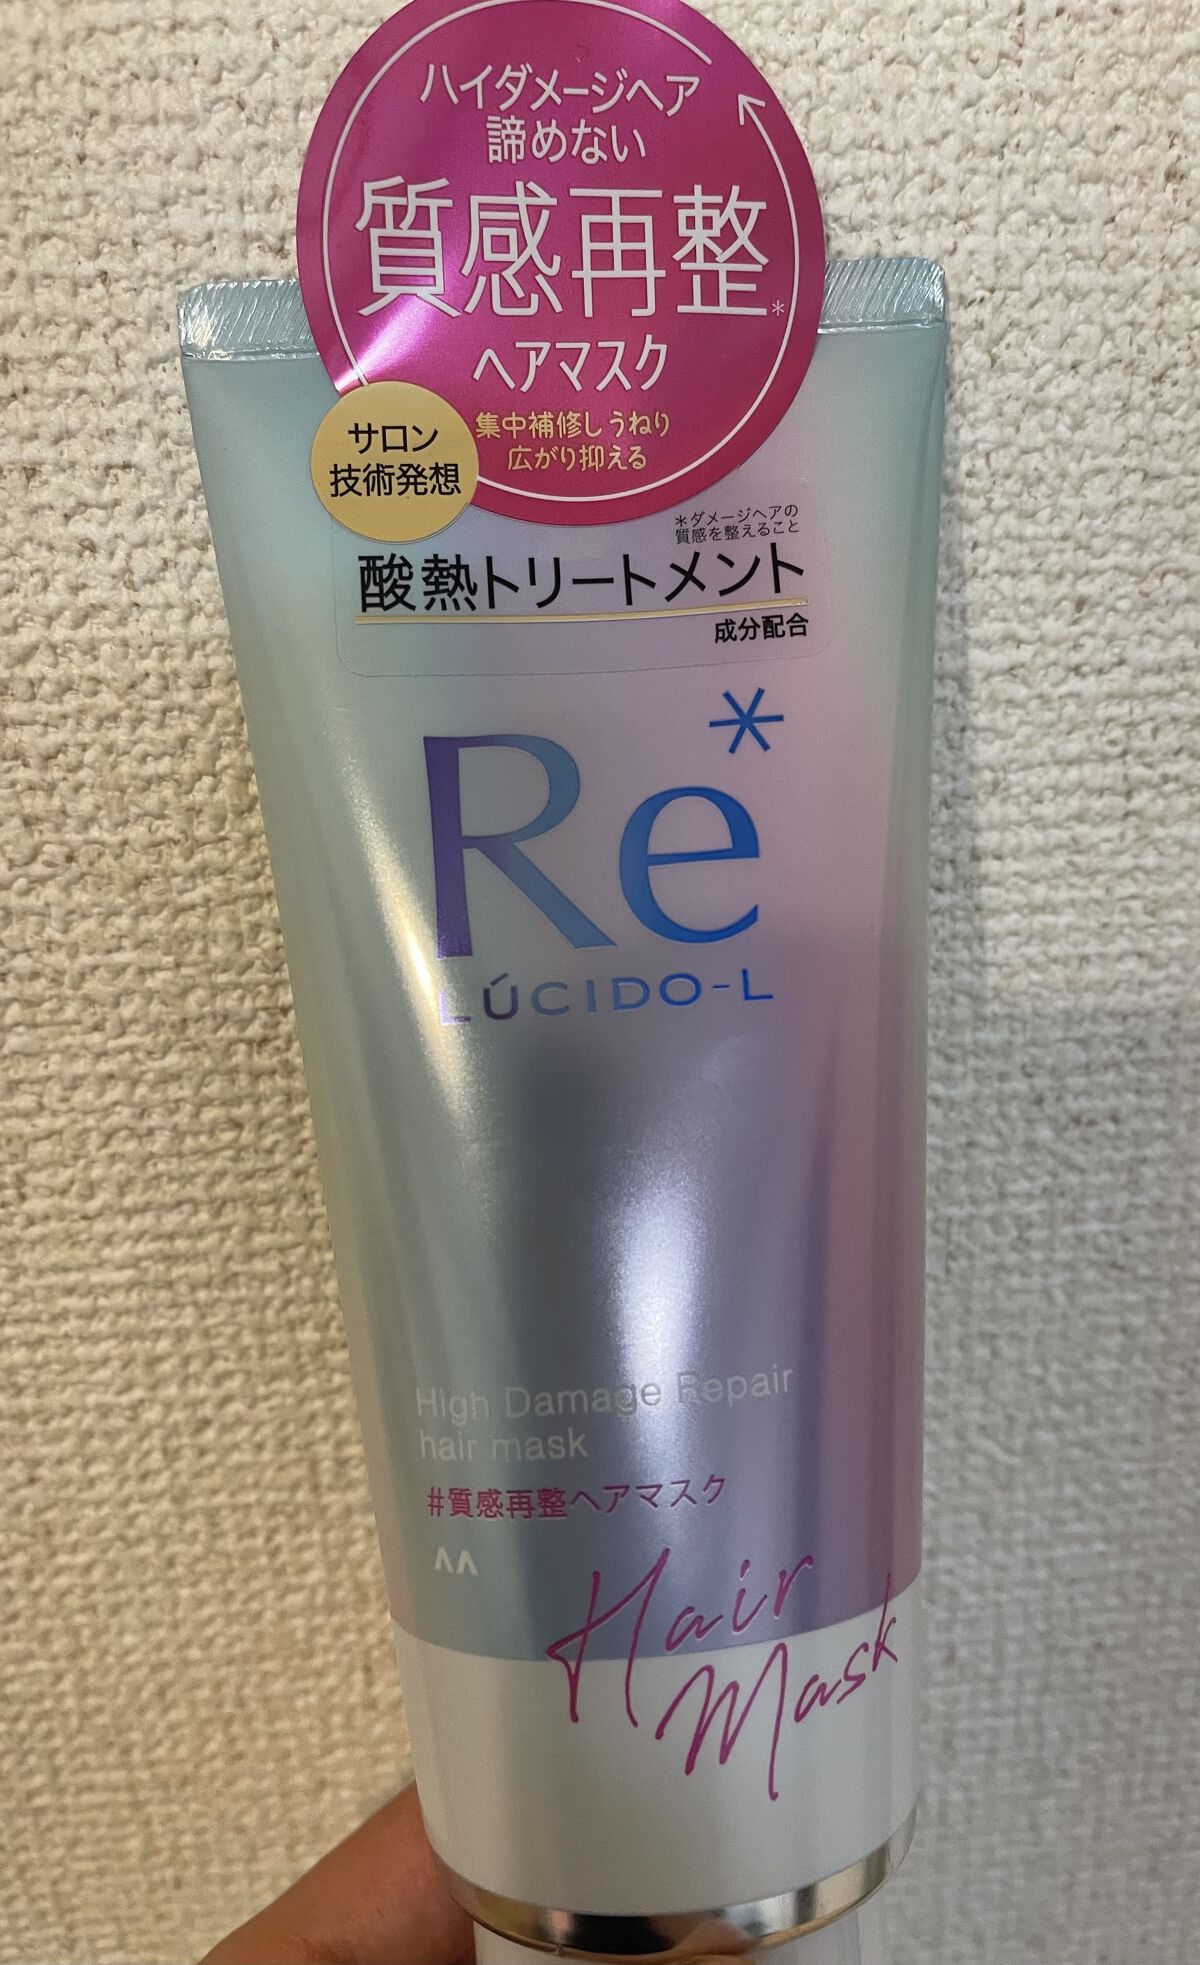 ハイダメージヘア
諦めない
質感再整*
ヘアマスク
集中補修しうねり
広がり抑える
サロン
技術発想
*ダメージヘアの
質感を整えること
酸熱トリートメント
成分配合
Re*
LÚCIDO-L
High Damage Repair
hair mask
#質感再整ヘアマスク
Hair
Mask